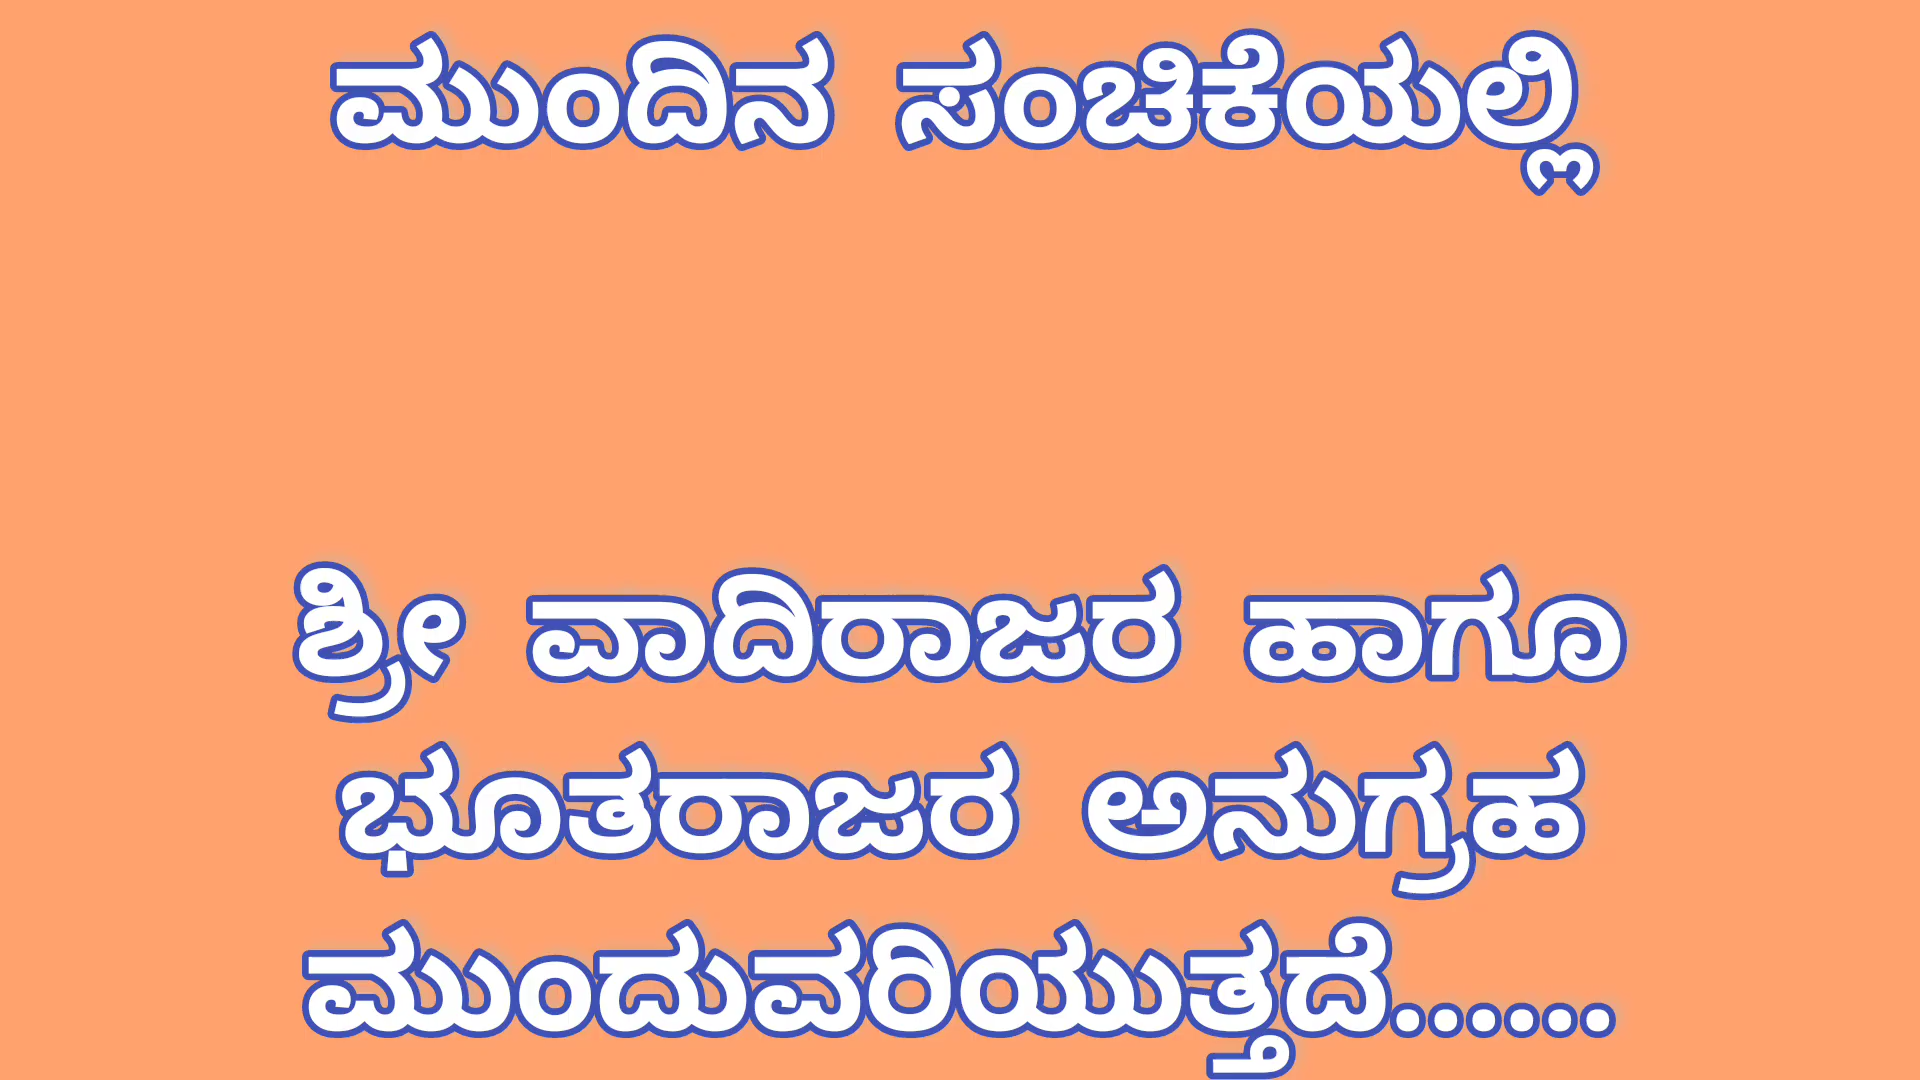 ಮುಂದಿನ ಸಂಚಿಕೆಯಲ್ಲಿ
ಶ್ರೀ ವಾದಿರಾಜರ ಹಾಗೂ
ಭೂತರಾಜರ ಅನುಗ್ರಹ
ಮುಂದುವರಿಯುತ್ತದೆ......